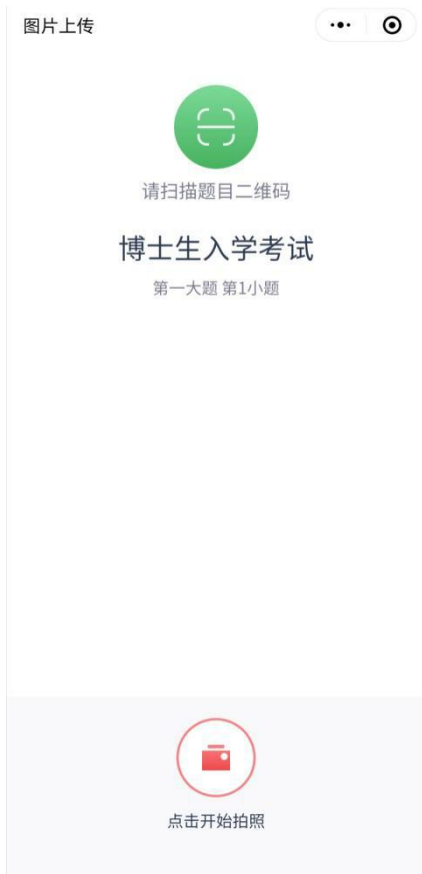 图片上传
请扫描题目二维码
博士生入学考试
第一大题 第1小题
点击开始拍照